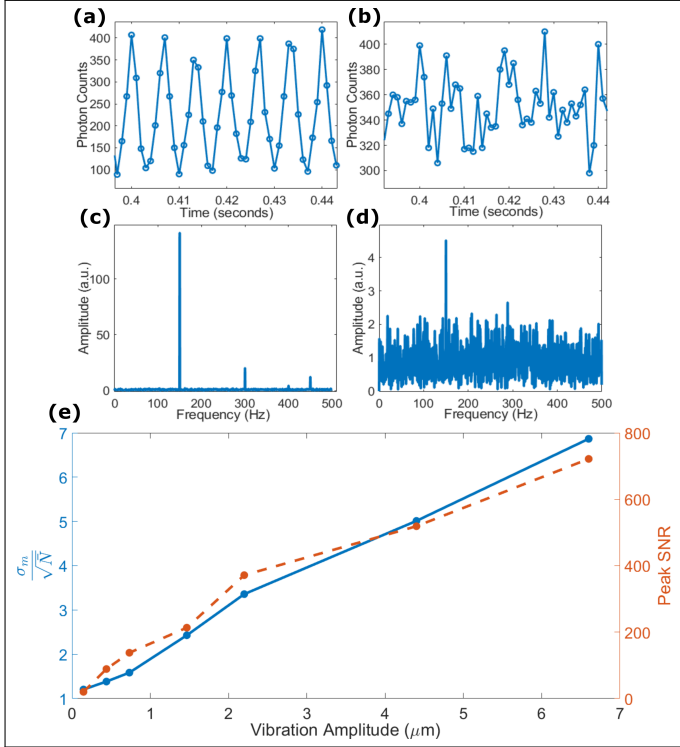 (a)
400
350
300
250
200
150
100
Photon Counts
0.4 0.41 0.42 0.43 0.44
Time (seconds)
(b)
400
380
360
340
320
300
Photon Counts
0.4 0.41 0.42 0.43 0.44
Time (seconds)
(c)
100
50
0
Amplitude (a.u.)
0 100 200 300 400 500
Frequency (Hz)
(d)
4
3
2
1
0
Amplitude (a.u.)
0 100 200 300 400 500
Frequency (Hz)
(e)
7
6
5
4
3
2
1
σ_m / √N̄
800
600
400
200
0
Peak SNR
0 1 2 3 4 5 6 7
Vibration Amplitude (μm)